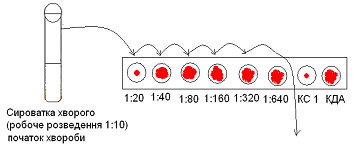 1:20 1:40 1:80 1:160 1:320 1:640 КС 1 КДА
Сироватка хворого
(робоче розведення 1:10)
початок хвороби